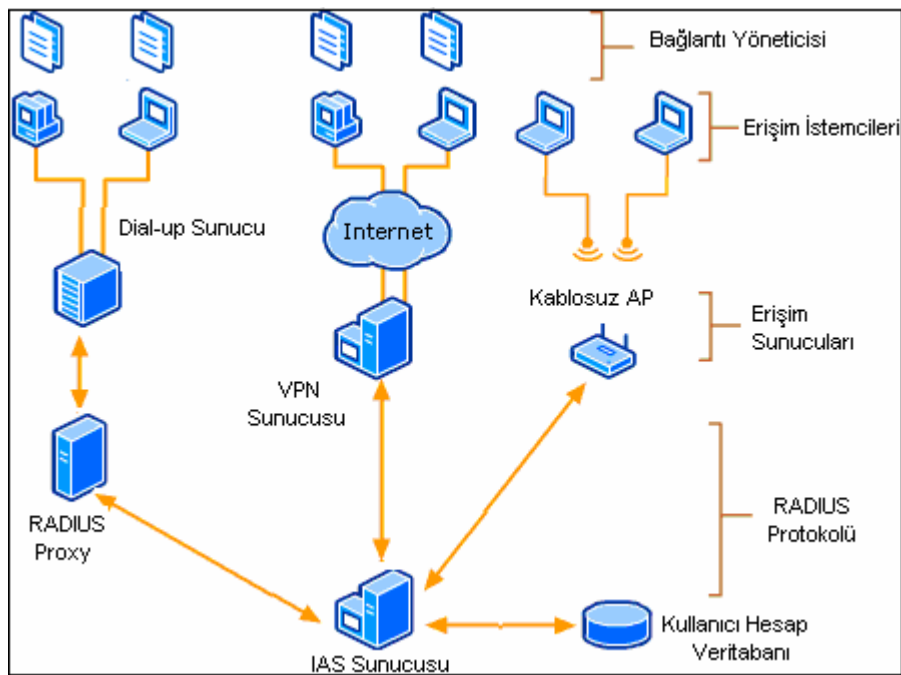 Bağlantı Yöneticisi
Erişim İstemcileri
Dial-up Sunucu
Internet
Kablosuz AP
Erişim
Sunucuları
VPN
Sunucusu
RADIUS
Proxy
RADIUS
Protokolü
IAS Sunucusu
Kullanıcı Hesap
Veritabanı